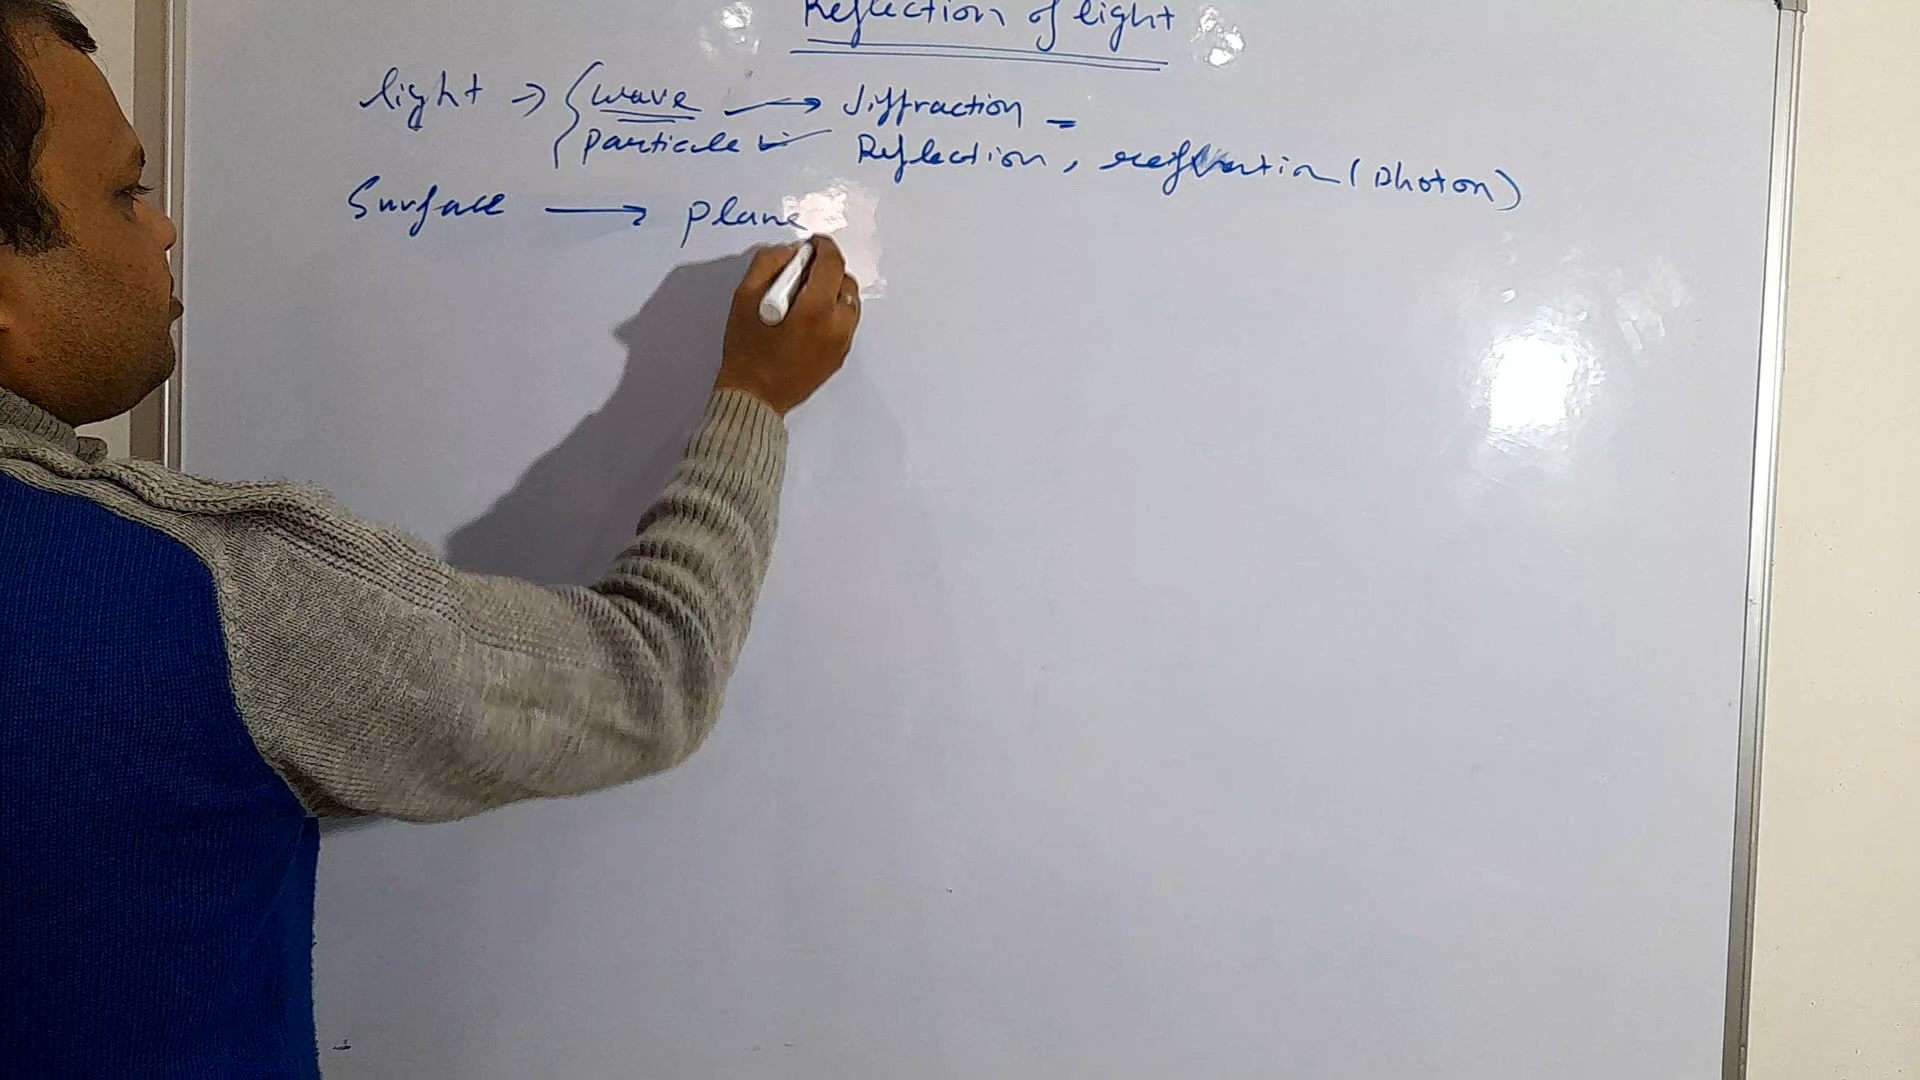 Reflection of light
light → { wave → diffraction =
particle ✓ Reflection, refraction (photon)
Surface → plane